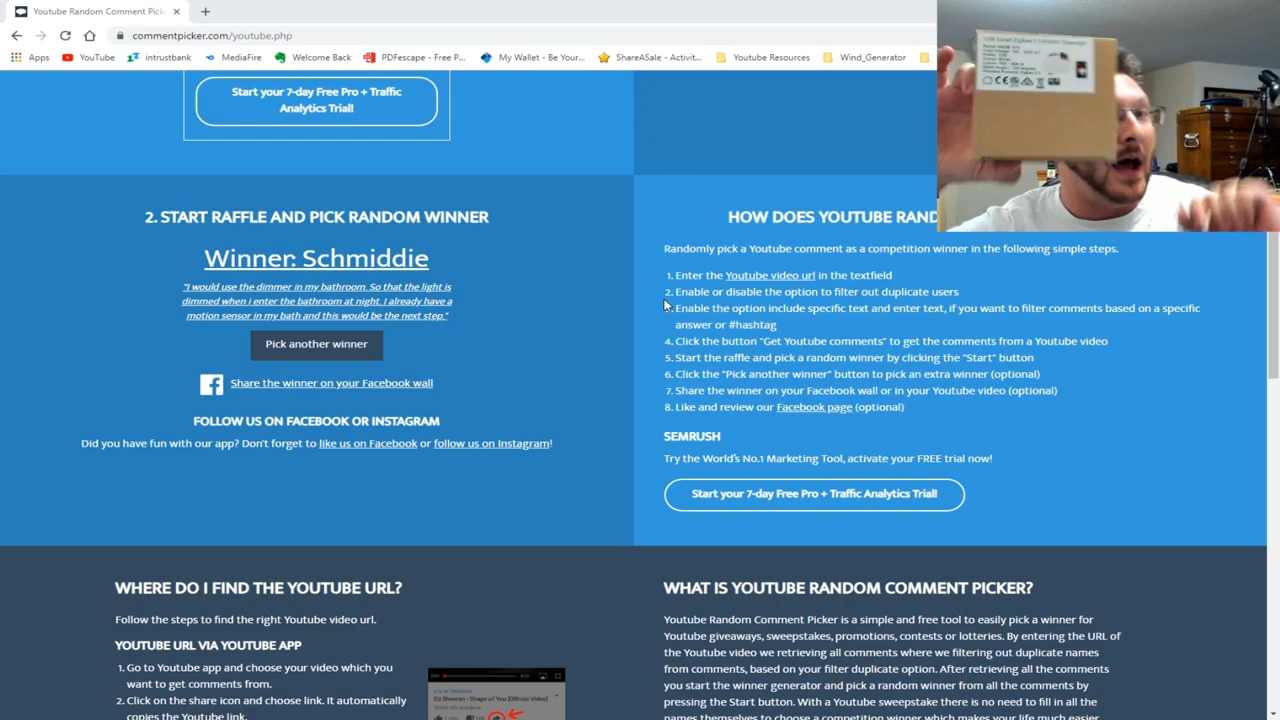 Youtube Random Comment Pick
commentpicker.com/youtube.php
Apps
YouTube
intrustbank
MediaFire
Welcome Back
PDFescape - Free P...
My Wallet - Be Your...
ShareASale - Activit...
Youtube Resources
Wind_Generator
Start your 7-day Free Pro + Traffic
Analytics Trial!
2. START RAFFLE AND PICK RANDOM WINNER
Winner: Schmiddie
"I would use the dimmer in my bathroom. So that the light is
dimmed when i enter the bathroom at night. I already have a
motion sensor in my bath and this would be the next step."
Pick another winner
Share the winner on your Facebook wall
FOLLOW US ON FACEBOOK OR INSTAGRAM
Did you have fun with our app? Don't forget to like us on Facebook or follow us on Instagram!
HOW DOES YOUTUBE RAND
Randomly pick a Youtube comment as a competition winner in the following simple steps.
1. Enter the Youtube video url in the textfield
2. Enable or disable the option to filter out duplicate users
Enable the option include specific text and enter text, if you want to filter comments based on a specific
answer or #hashtag
4. Click the button "Get Youtube comments" to get the comments from a Youtube video
5. Start the raffle and pick a random winner by clicking the "Start" button
6. Click the "Pick another winner" button to pick an extra winner (optional)
7. Share the winner on your Facebook wall or in your Youtube video (optional)
8. Like and review our Facebook page (optional)
SEMRUSH
Try the World's No.1 Marketing Tool, activate your FREE trial now!
Start your 7-day Free Pro + Traffic Analytics Trial!
WHERE DO I FIND THE YOUTUBE URL?
Follow the steps to find the right Youtube video url.
YOUTUBE URL VIA YOUTUBE APP
1. Go to Youtube app and choose your video which you
want to get comments from.
2. Click on the share icon and choose link. It automatically
copies the Youtube link.
Ed Sheeran - Shape of You [Official Video]
WHAT IS YOUTUBE RANDOM COMMENT PICKER?
Youtube Random Comment Picker is a simple and free tool to easily pick a winner for
Youtube giveaways, sweepstakes, promotions, contests or lotteries. By entering the URL of
the Youtube video we retrieving all comments where we filtering out duplicate names
from comments, based on your filter duplicate option. After retrieving all the comments
you start the winner generator and pick a random winner from all the comments by
pressing the Start button. With a Youtube sweepstake there is no need to fill in all the
names themselves to choose a competition winner which makes your life much easier